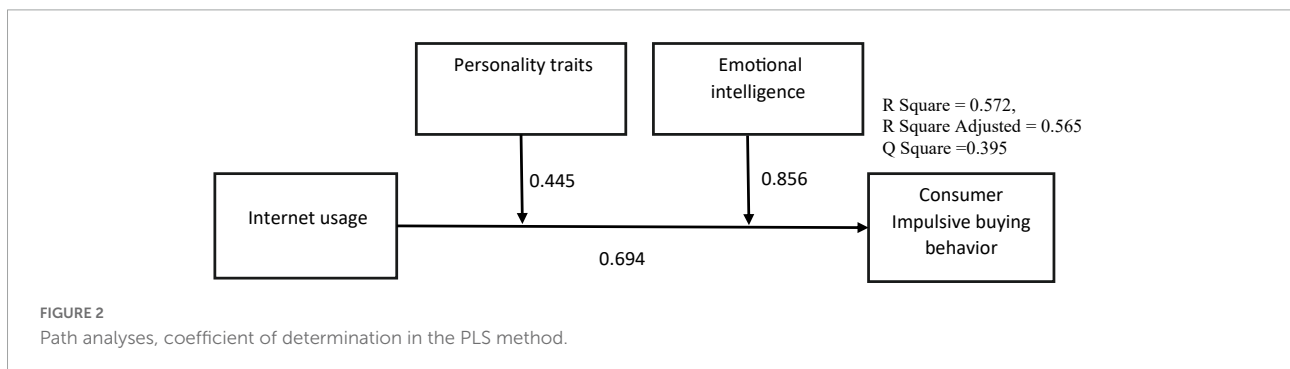 Personality traits
Emotional
intelligence
R Square = 0.572,
R Square Adjusted = 0.565
Q Square =0.395
0.445
0.856
Internet usage
Consumer
Impulsive buying
behavior
0.694
FIGURE 2
Path analyses, coefficient of determination in the PLS method.